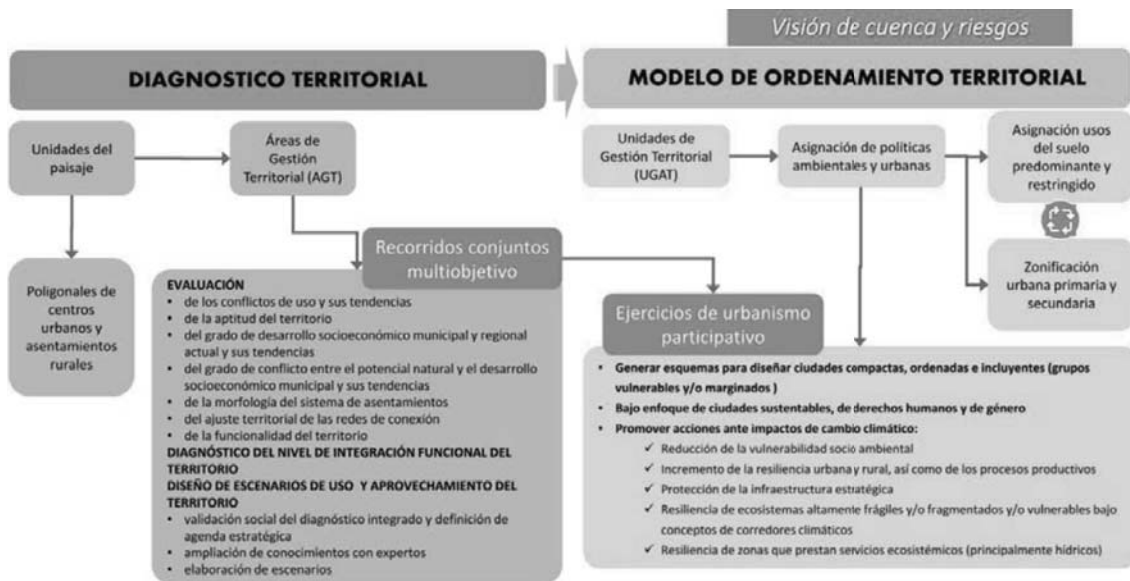 Visión de cuenca y riesgos
DIAGNOSTICO TERRITORIAL
MODELO DE ORDENAMIENTO TERRITORIAL
Unidades del
paisaje
Áreas de
Gestión
Territorial (AGT)
Unidades de
Gestión Territorial
(UGAT)
Asignación de políticas
ambientales y urbanas
Asignación usos
del suelo
predominante y
restringido
Recorridos conjuntos
multiobjetivo
Poligonales de
centros
urbanos y
asentamientos
rurales
EVALUACIÓN
• de los conflictos de uso y sus tendencias
• de la aptitud del territorio
• del grado de desarrollo socioeconómico municipal y regional
actual y sus tendencias
• del grado de conflicto entre el potencial natural y el desarrollo
socioeconómico municipal y sus tendencias
• de la morfología del sistema de asentamientos
• del ajuste territorial de las redes de conexión
• de la funcionalidad del territorio
DIAGNÓSTICO DEL NIVEL DE INTEGRACIÓN FUNCIONAL DEL
TERRITORIO
DISEÑO DE ESCENARIOS DE USO Y APROVECHAMIENTO DEL
TERRITORIO
• validación social del diagnóstico integrado y definición de
agenda estratégica
• ampliación de conocimientos con expertos
• elaboración de escenarios
Zonificación
urbana primaria y
secundaria
Ejercicios de urbanismo
participativo
• Generar esquemas para diseñar ciudades compactas, ordenadas e incluyentes (grupos
vulnerables y/o marginados )
• Bajo enfoque de ciudades sustentables, de derechos humanos y de género
• Promover acciones ante impactos de cambio climático:
✓ Reducción de la vulnerabilidad socio ambiental
✓ Incremento de la resiliencia urbana y rural, así como de los procesos productivos
✓ Protección de la infraestructura estratégica
✓ Resiliencia de ecosistemas altamente frágiles y/o fragmentados y/o vulnerables bajo
conceptos de corredores climáticos
✓ Resiliencia de zonas que prestan servicios ecosistémicos (principalmente hídricos)